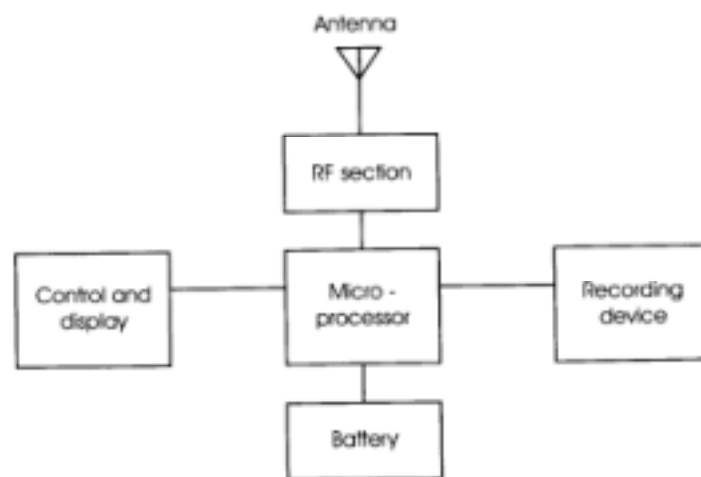 Antenna
RF section
Control and
display
Micro -
processor
Recording
device
Battery